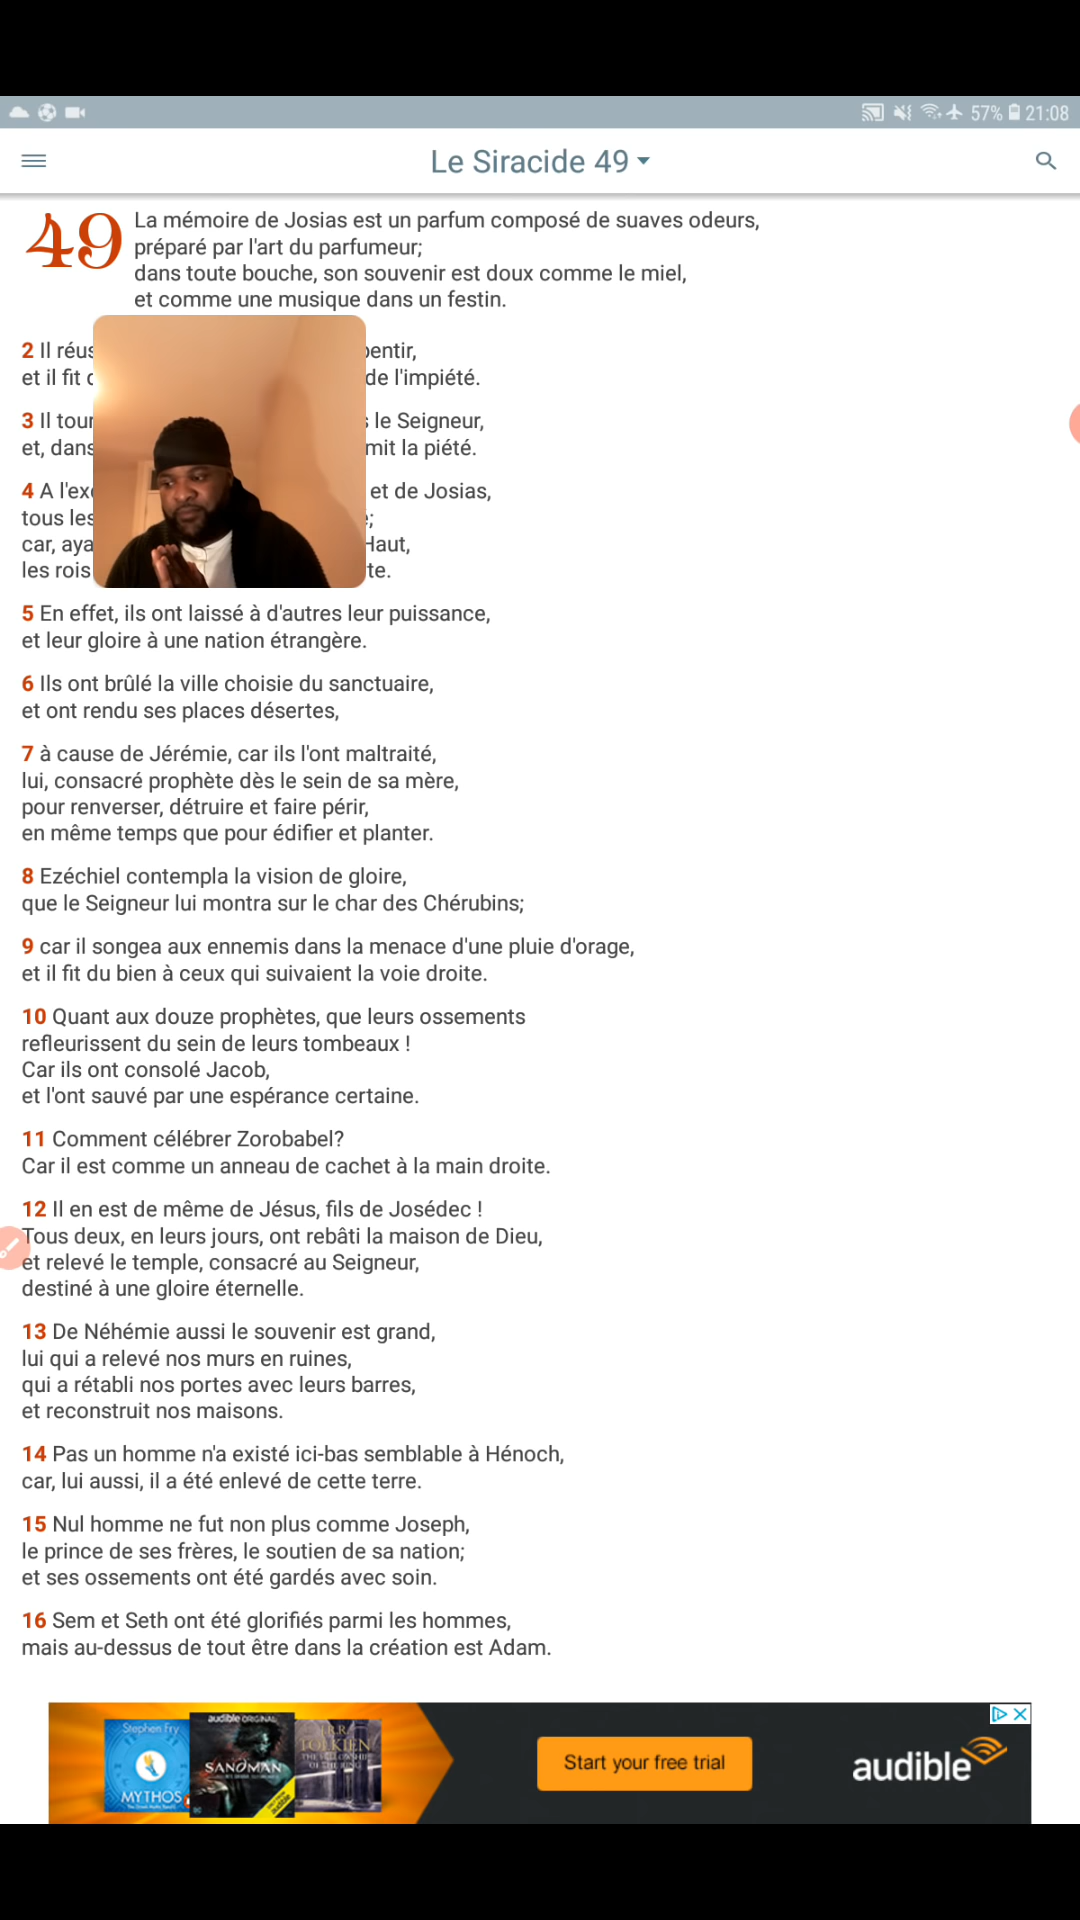 57% 21:08
Le Siracide 49
49 La mémoire de Josias est un parfum composé de suaves odeurs,
préparé par l'art du parfumeur;
dans toute bouche, son souvenir est doux comme le miel,
et comme une musique dans un festin.
2 Il
et il fit de l'impiété.
3 Il le Seigneur,
et, dans la piété.
4 A et de Josias,
tous les
car,
les rois
5 En effet, ils ont laissé à d'autres leur puissance,
et leur gloire à une nation étrangère.
6 Ils ont brûlé la ville choisie du sanctuaire,
et ont rendu ses places désertes,
7 à cause de Jérémie, car ils l'ont maltraité,
lui, consacré prophète dès le sein de sa mère,
pour renverser, détruire et faire périr,
en même temps que pour édifier et planter.
8 Ezéchiel contempla la vision de gloire,
que le Seigneur lui montra sur le char des Chérubins;
9 car il songea aux ennemis dans la menace d'une pluie d'orage,
et il fit du bien à ceux qui suivaient la voie droite.
10 Quant aux douze prophètes, que leurs ossements
refleurissent du sein de leurs tombeaux !
Car ils ont consolé Jacob,
et l'ont sauvé par une espérance certaine.
11 Comment célébrer Zorobabel?
Car il est comme un anneau de cachet à la main droite.
12 Il en est de même de Jésus, fils de Josédec !
Tous deux, en leurs jours, ont rebâti la maison de Dieu,
et relevé le temple, consacré au Seigneur,
destiné à une gloire éternelle.
13 De Néhémie aussi le souvenir est grand,
lui qui a relevé nos murs en ruines,
qui a rétabli nos portes avec leurs barres,
et reconstruit nos maisons.
14 Pas un homme n'a existé ici-bas semblable à Hénoch,
car, lui aussi, il a été enlevé de cette terre.
15 Nul homme ne fut non plus comme Joseph,
le prince de ses frères, le soutien de sa nation;
et ses ossements ont été gardés avec soin.
16 Sem et Seth ont été glorifiés parmi les hommes,
mais au-dessus de tout être dans la création est Adam.
Stephen Fry
MYTHOS
audible ORIGINAL
SANDMAN
J.R.R.
TOLKIEN
THE FELLOWSHIP
OF THE RING
Start your free trial
audible